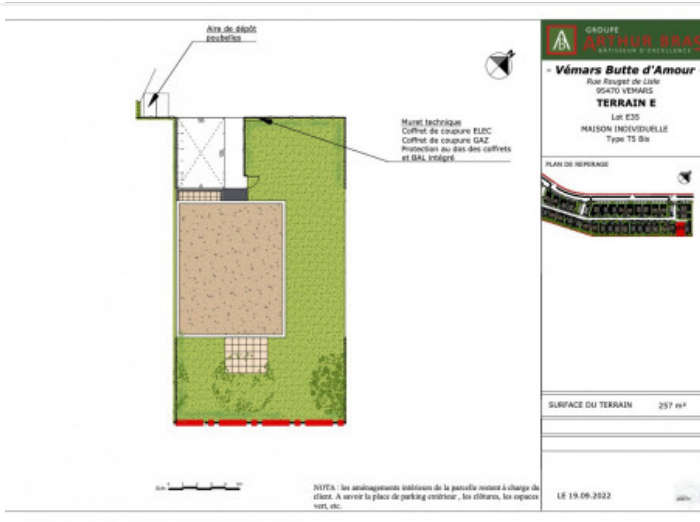 Aire de dépôt
poubelles
Muret technique
Coffret de coupure ELEC
Coffret de coupure GAZ
Protection au dos des coffrets
et BAL intégré
NOTA : les aménagements intérieurs de la parcelle restent à charge du
client. A savoir la place de parking extérieur , les clôtures, les espaces
vert, etc.
GROUPE
ARTHUR BRAS
BÂTISSEUR D'EXCELLENCE
- Vémars Butte d'Amour -
Rue Rouget de Lisle
95470 VEMARS
TERRAIN E
Lot E35
MAISON INDIVIDUELLE
Type T5 Bis
PLAN DE REPERAGE
SURFACE DU TERRAIN 257 m²
LE 19.09.2022